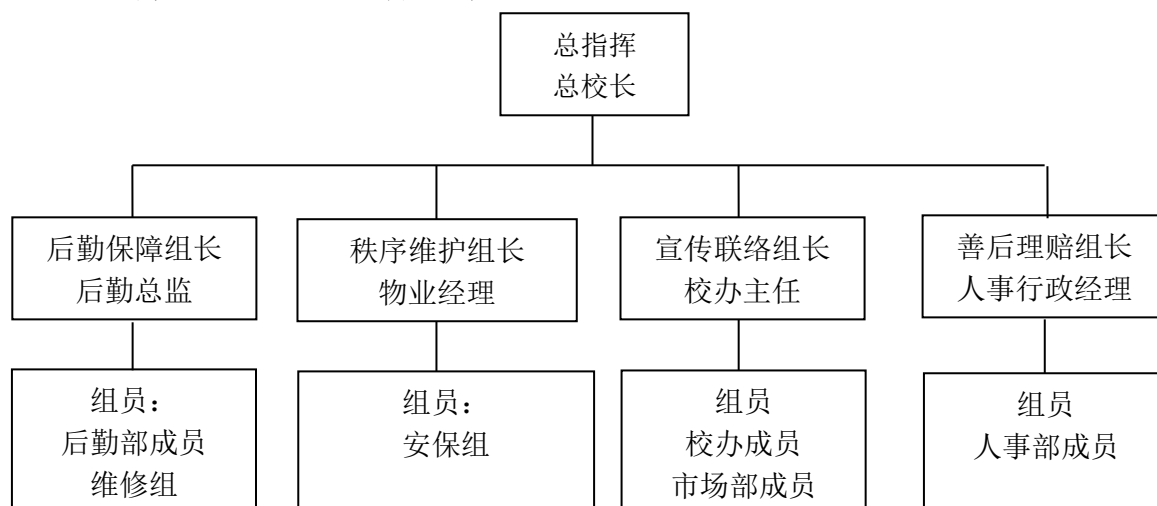 总指挥
总校长
后勤保障组长
后勤总监
秩序维护组长
物业经理
宣传联络组长
校办主任
善后理赔组长
人事行政经理
组员：
后勤部成员
维修组
组员：
安保组
组员
校办成员
市场部成员
组员
人事部成员